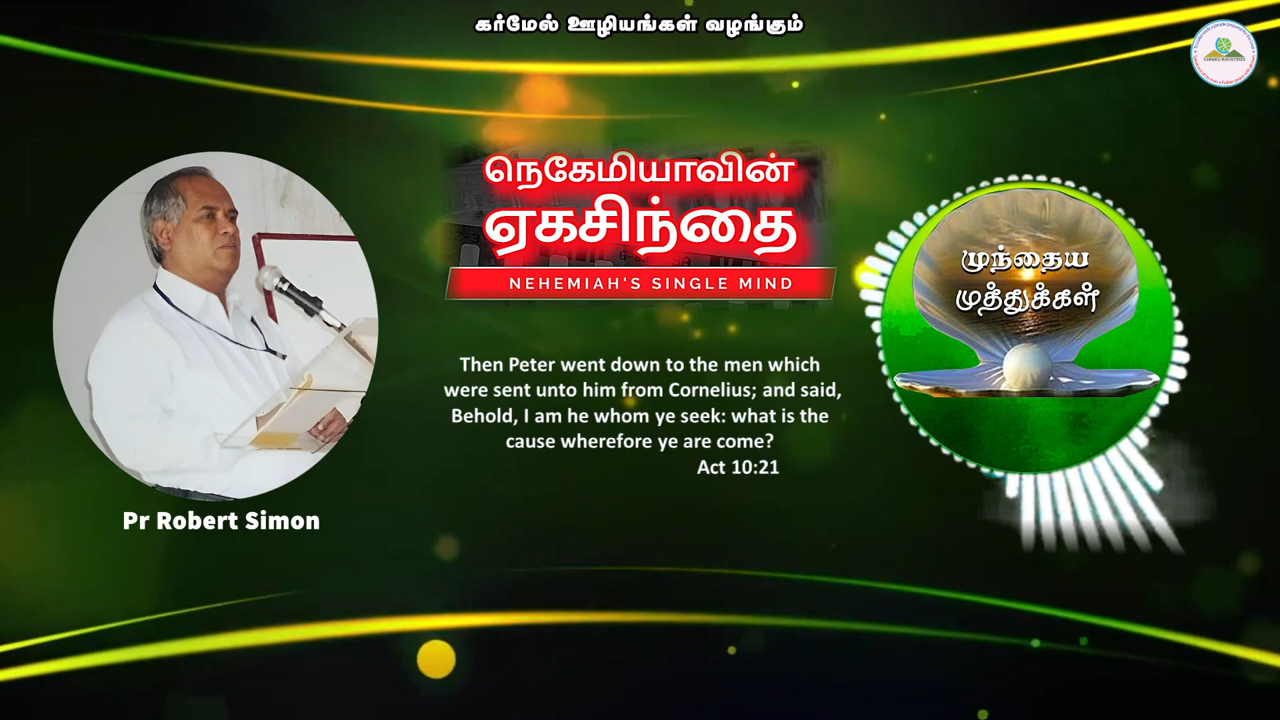 கர்மேல் ஊழியங்கள் வழங்கும்
CARMEL MINISTRIES
நெகேமியாவின்
ஏகசிந்தை
NEHEMIAH'S SINGLE MIND
முந்தைய
முத்துக்கள்
Then Peter went down to the men which
were sent unto him from Cornelius; and said,
Behold, I am he whom ye seek: what is the
cause wherefore ye are come?
Act 10:21
Pr Robert Simon